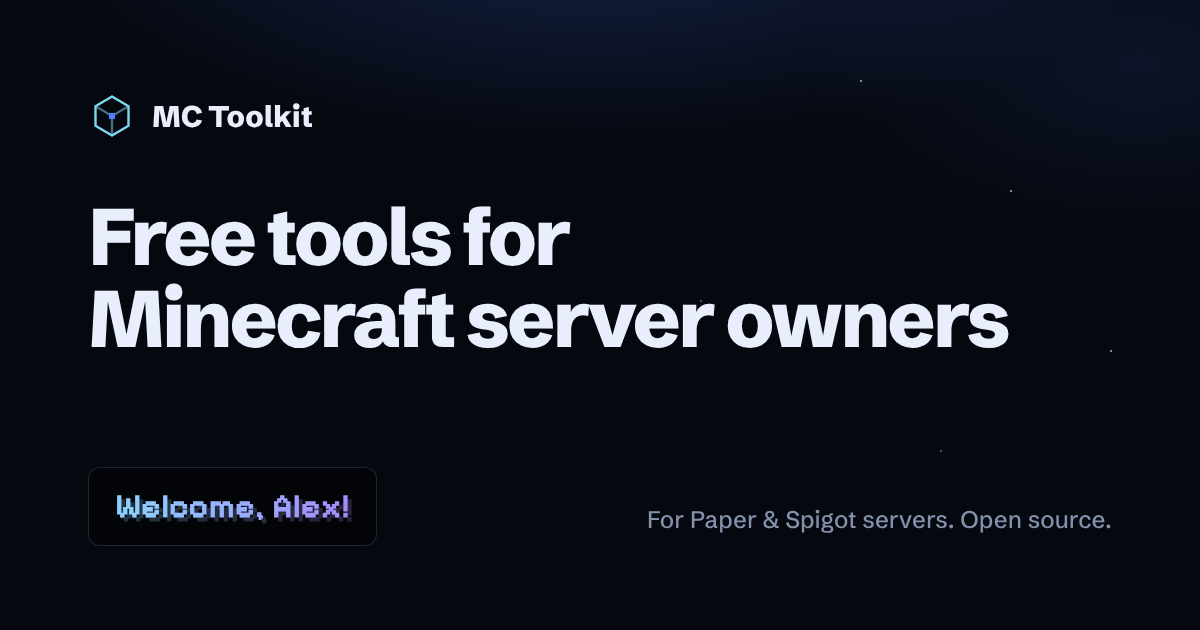 MC Toolkit
Free tools for
Minecraft server owners
Welcome, Alex!
For Paper & Spigot servers. Open source.